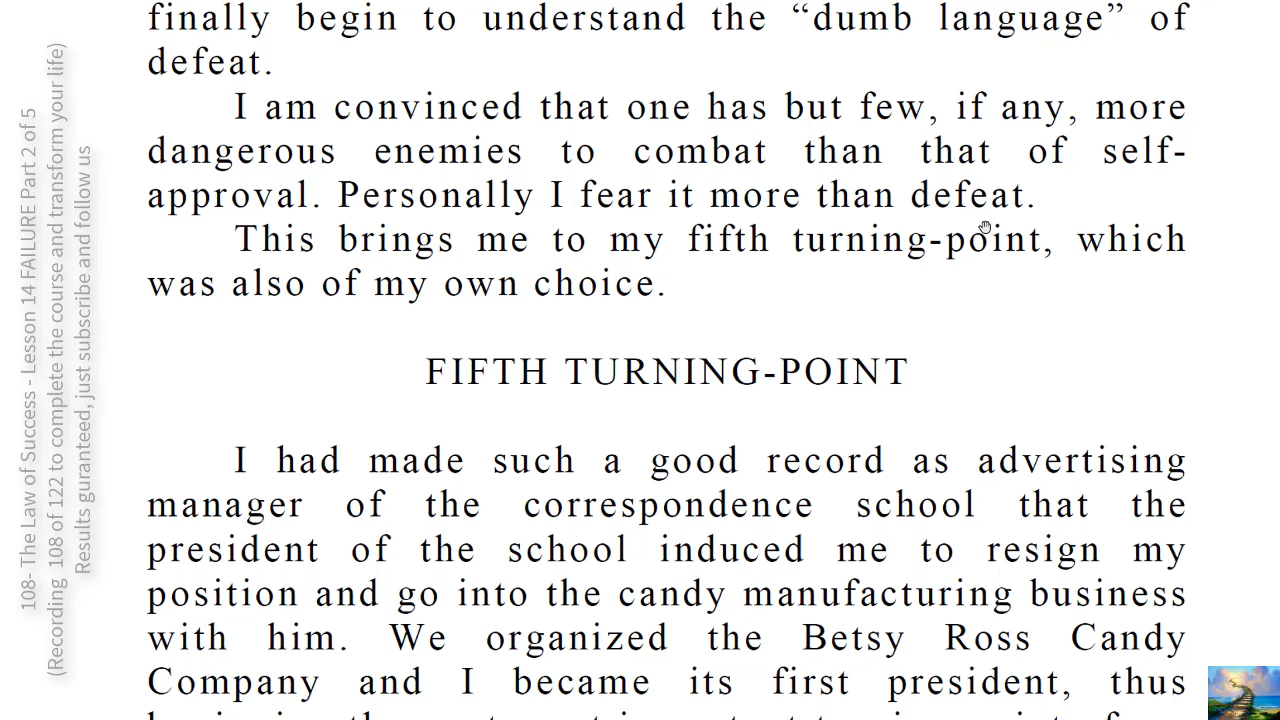 finally begin to understand the “dumb language” of
defeat.
I am convinced that one has but few, if any, more
dangerous enemies to combat than that of self-
approval. Personally I fear it more than defeat.
This brings me to my fifth turning-point, which
was also of my own choice.
FIFTH TURNING-POINT
I had made such a good record as advertising
manager of the correspondence school that the
president of the school induced me to resign my
position and go into the candy manufacturing business
with him. We organized the Betsy Ross Candy
Company and I became its first president, thus
108- The Law of Success - Lesson 14 FAILURE Part 2 of 5
(Recording 108 of 122 to complete the course and transform your life)
Results guranteed, just subscribe and follow us